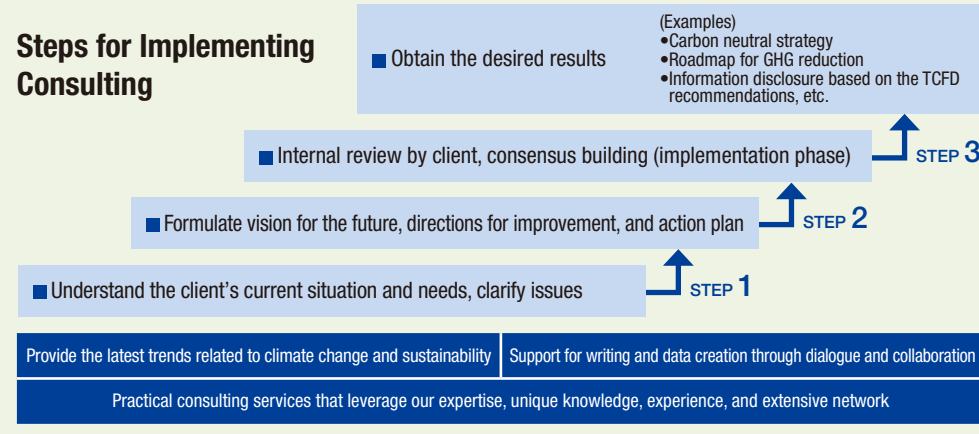 Steps for Implementing
Consulting
■ Obtain the desired results
(Examples)
•Carbon neutral strategy
•Roadmap for GHG reduction
•Information disclosure based on the TCFD
recommendations, etc.
■ Internal review by client, consensus building (implementation phase)
STEP 3
■ Formulate vision for the future, directions for improvement, and action plan
STEP 2
■ Understand the client's current situation and needs, clarify issues
STEP 1
Provide the latest trends related to climate change and sustainability
Support for writing and data creation through dialogue and collaboration
Practical consulting services that leverage our expertise, unique knowledge, experience, and extensive network